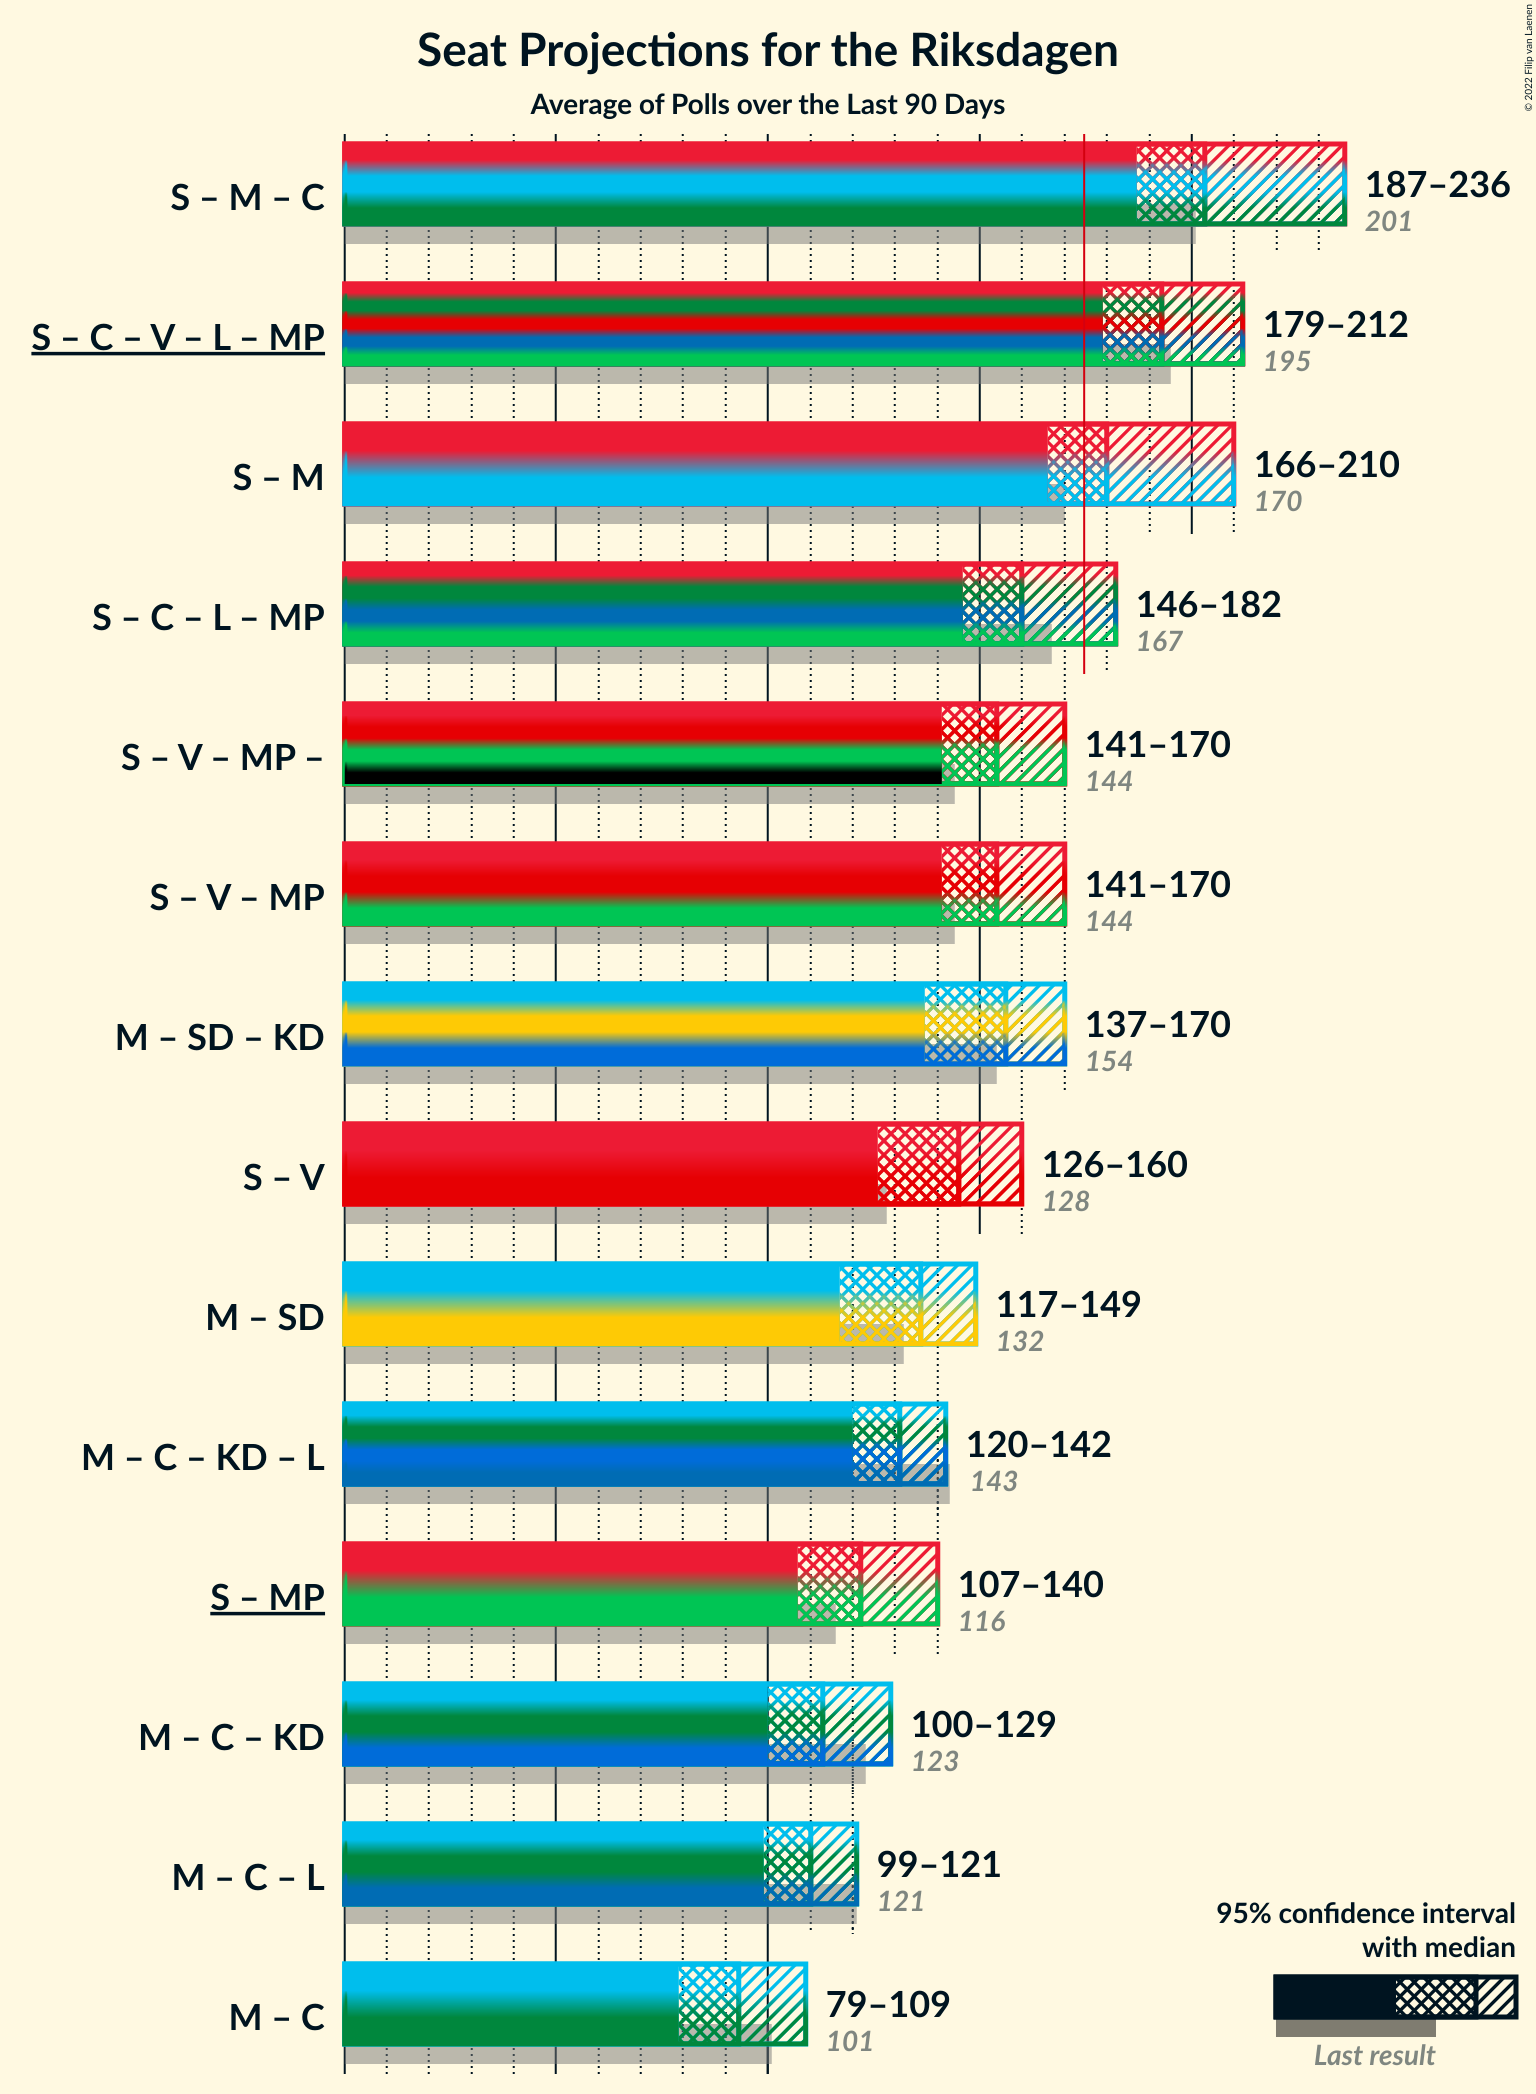 Seat Projections for the Riksdagen
Average of Polls over the Last 90 Days
© 2022 Filip van Laenen
S – M – C
187–236
201
S – C – V – L – MP
179–212
195
S – M
166–210
170
S – C – L – MP
146–182
167
S – V – MP –
141–170
144
S – V – MP
141–170
144
M – SD – KD
137–170
154
S – V
126–160
128
M – SD
117–149
132
M – C – KD – L
120–142
143
S – MP
107–140
116
M – C – KD
100–129
123
M – C – L
99–121
121
M – C
79–109
101
95% confidence interval
with median
Last result